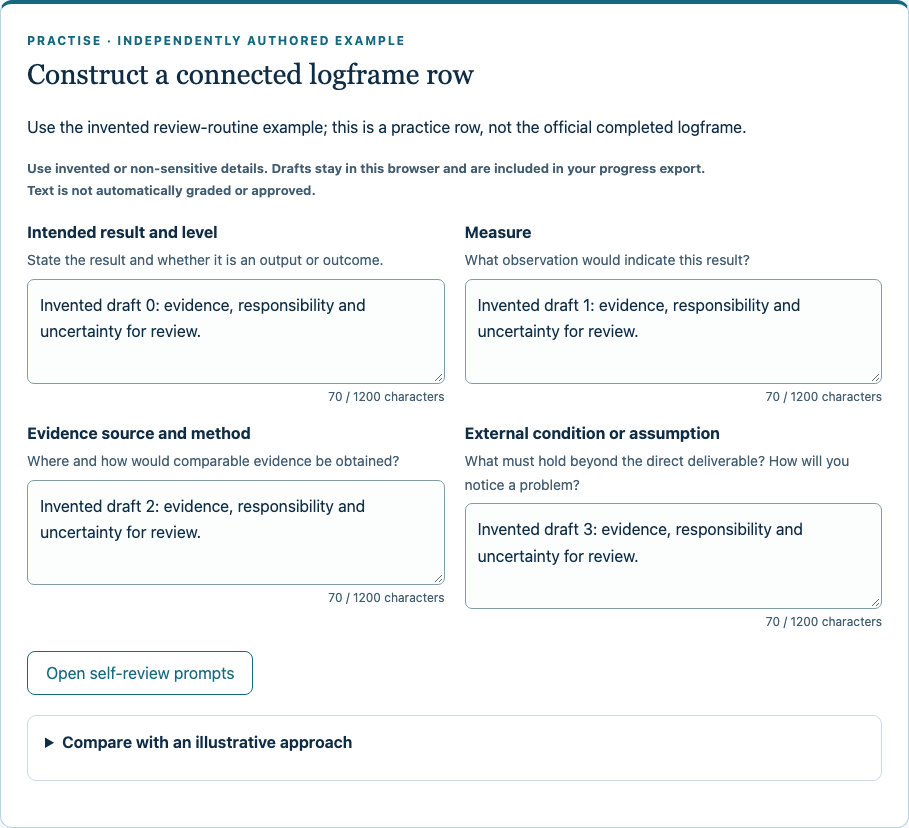 PRACTISE · INDEPENDENTLY AUTHORED EXAMPLE
Construct a connected logframe row
Use the invented review-routine example; this is a practice row, not the official completed logframe.
Use invented or non-sensitive details. Drafts stay in this browser and are included in your progress export.
Text is not automatically graded or approved.
Intended result and level
State the result and whether it is an output or outcome.
Invented draft 0: evidence, responsibility and
uncertainty for review.
70 / 1200 characters
Measure
What observation would indicate this result?
Invented draft 1: evidence, responsibility and
uncertainty for review.
70 / 1200 characters
Evidence source and method
Where and how would comparable evidence be obtained?
Invented draft 2: evidence, responsibility and
uncertainty for review.
70 / 1200 characters
External condition or assumption
What must hold beyond the direct deliverable? How will you
notice a problem?
Invented draft 3: evidence, responsibility and
uncertainty for review.
70 / 1200 characters
Open self-review prompts
Compare with an illustrative approach